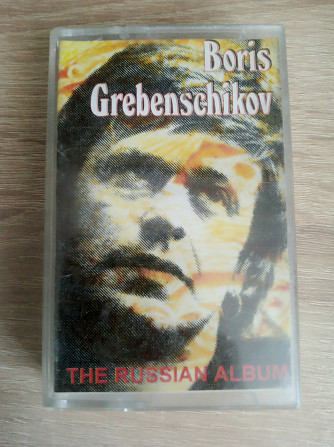 Boris
Grebenschikov
THE RUSSIAN ALBUM